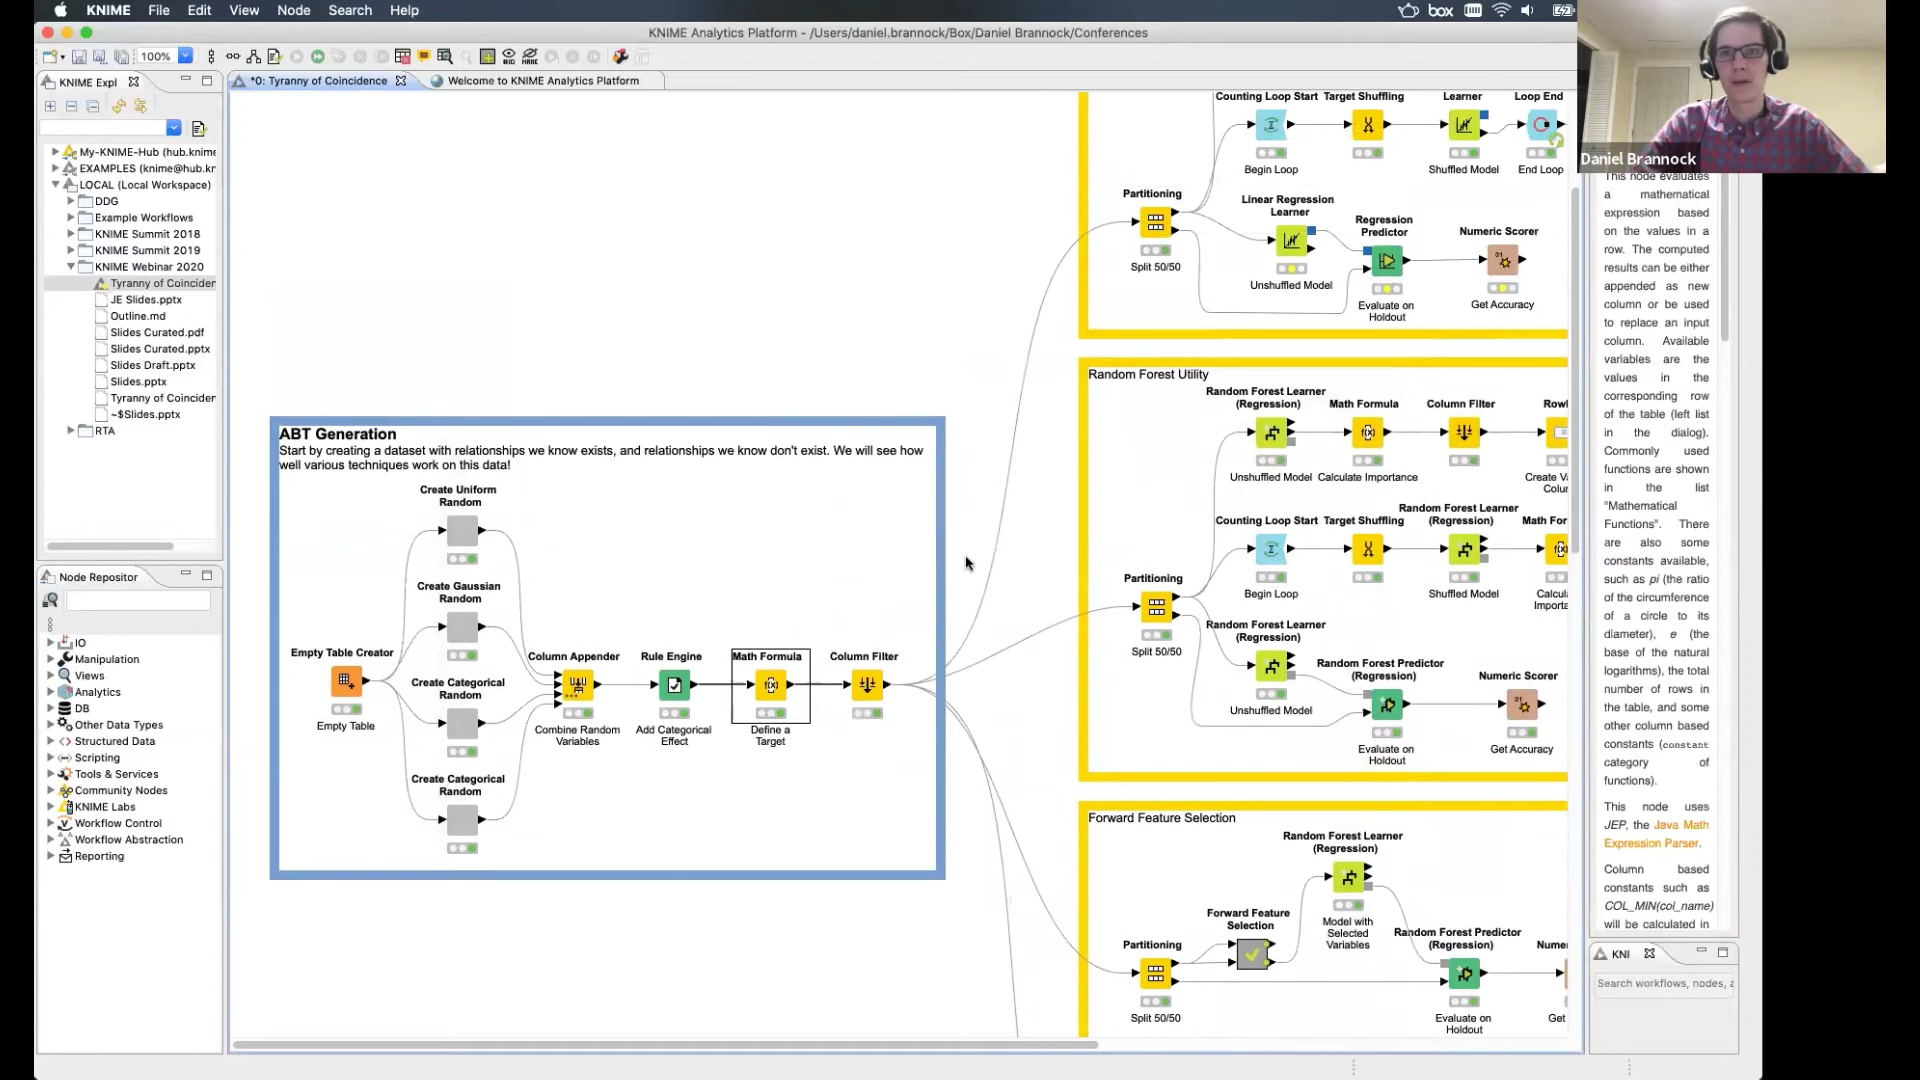 KNIME File Edit View Node Search Help
box
KNIME Analytics Platform - /Users/daniel.brannock/Box/Daniel Brannock/Conferences
100%
KNIME Expl
*0: Tyranny of Coincidence
Welcome to KNIME Analytics Platform
My-KNIME-Hub (hub.knime
EXAMPLES (knime@hub.kr
LOCAL (Local Workspace)
DDG
Example Workflows
KNIME Summit 2018
KNIME Summit 2019
KNIME Webinar 2020
Tyranny of Coinciden
JE Slides.pptx
Outline.md
Slides Curated.pdf
Slides Curated.pptx
Slides Draft.pptx
Slides.pptx
Tyranny of Coinciden
~$Slides.pptx
RTA
Node Repository
IO
Manipulation
Views
Analytics
DB
Other Data Types
Structured Data
Scripting
Tools & Services
Community Nodes
KNIME Labs
Workflow Control
Workflow Abstraction
Reporting
ABT Generation
Start by creating a dataset with relationships we know exists, and relationships we know don't exist. We will see how
well various techniques work on this data!
Create Uniform
Random
Create Gaussian
Random
Create Categorical
Random
Create Categorical
Random
Empty Table Creator
Empty Table
Column Appender
Combine Random
Variables
Rule Engine
Add Categorical
Effect
Math Formula
Define a
Target
Column Filter
Counting Loop Start
Begin Loop
Target Shuffling
Learner
Shuffled Model
Loop End
End Loop
Partitioning
Split 50/50
Linear Regression
Learner
Unshuffled Model
Regression
Predictor
Evaluate on
Holdout
Numeric Scorer
Get Accuracy
Random Forest Utility
Random Forest Learner
(Regression)
Unshuffled Model
Math Formula
Calculate Importance
Column Filter
Row
Create Va
Colur
Counting Loop Start
Begin Loop
Target Shuffling
Random Forest Learner
(Regression)
Shuffled Model
Math For
Calcu
Importa
Partitioning
Split 50/50
Random Forest Learner
(Regression)
Unshuffled Model
Random Forest Predictor
(Regression)
Evaluate on
Holdout
Numeric Scorer
Get Accuracy
Forward Feature Selection
Random Forest Learner
(Regression)
Model with
Selected
Variables
Forward Feature
Selection
Partitioning
Split 50/50
Random Forest Predictor
(Regression)
Evaluate on
Holdout
Nume
Get
Daniel Brannock
This node evaluates
a mathematical
expression based
on the values in a
row. The computed
results can be either
appended as new
column or be used
to replace an input
column. Available
variables are the
values in the
corresponding row
of the table (left list
in the dialog).
Commonly used
functions are shown
in the list
"Mathematical
Functions". There
are also some
constants available,
such as pi (the ratio
of the circumference
of a circle to its
diameter), e (the
base of the natural
logarithms), the total
number of rows in
the table, and some
other column based
constants (constant
category of
functions).
This node uses
JEP, the Java Math
Expression Parser.
Column based
constants such as
COL_MIN(col_name)
will be calculated in
KNI
Search workflows, nodes, a